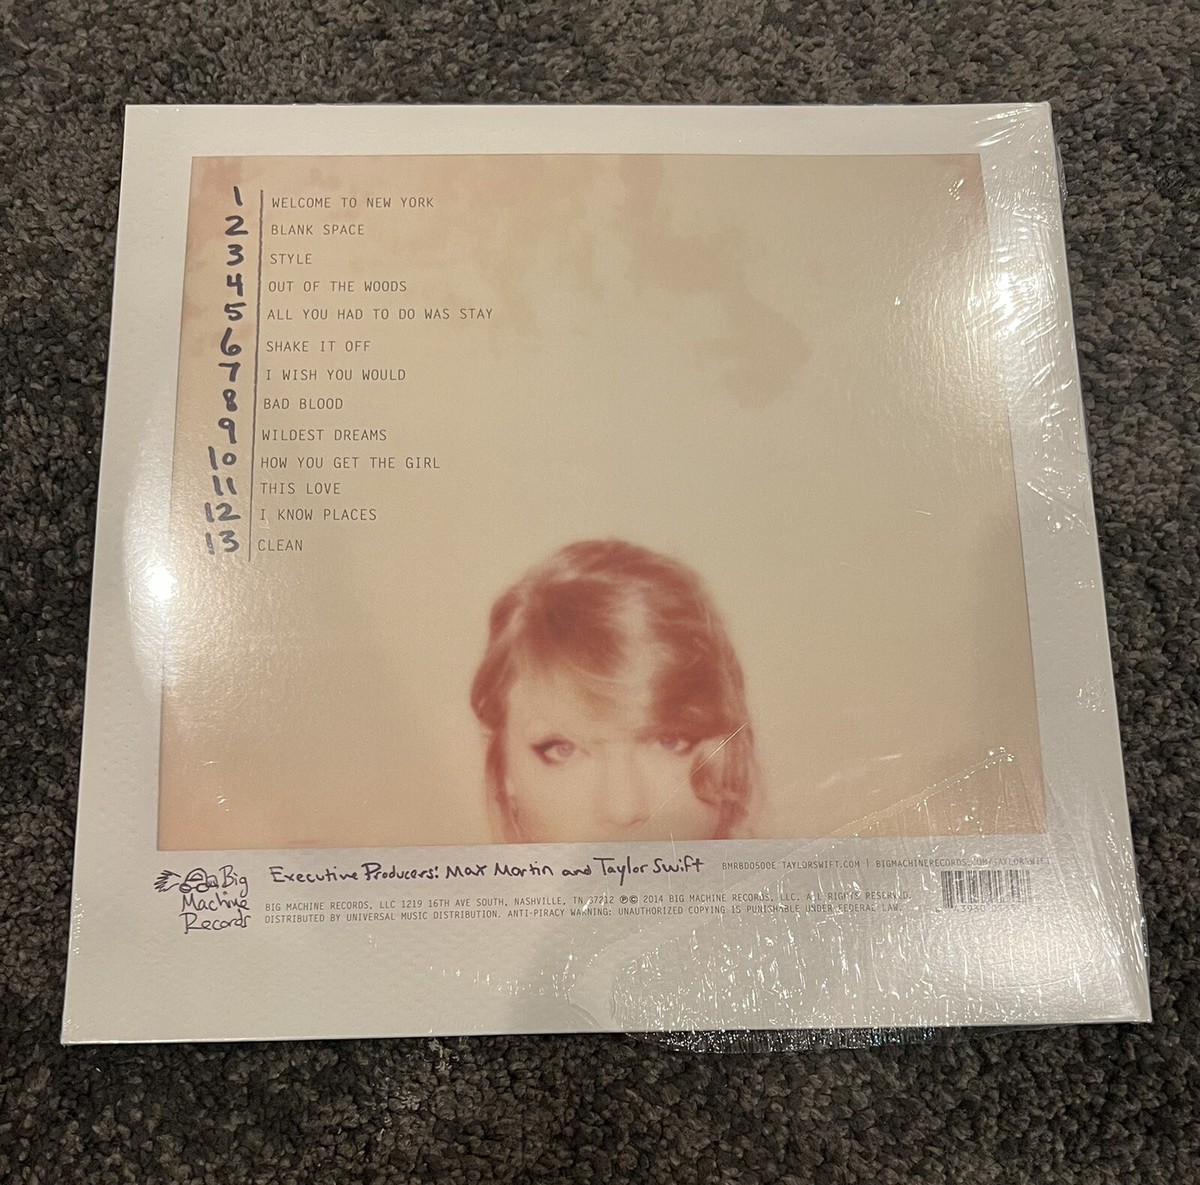 1 WELCOME TO NEW YORK
2 BLANK SPACE
3 STYLE
4 OUT OF THE WOODS
5 ALL YOU HAD TO DO WAS STAY
6 SHAKE IT OFF
7 I WISH YOU WOULD
8 BAD BLOOD
9 WILDEST DREAMS
10 HOW YOU GET THE GIRL
11 THIS LOVE
12 I KNOW PLACES
13 CLEAN
Big
Machine
Records
Executive Producers: Max Martin and Taylor Swift
BMRBD0500E TAYLORSWIFT.COM | BIGMACHINERECORDS.COM/TAYLORSWIFT
BIG MACHINE RECORDS, LLC 1219 16TH AVE SOUTH, NASHVILLE, TN 37212 ℗© 2014 BIG MACHINE RECORDS, LLC. ALL RIGHTS RESERVED.
DISTRIBUTED BY UNIVERSAL MUSIC DISTRIBUTION. ANTI-PIRACY WARNING: UNAUTHORIZED COPYING IS PUNISHABLE UNDER FEDERAL LAW.